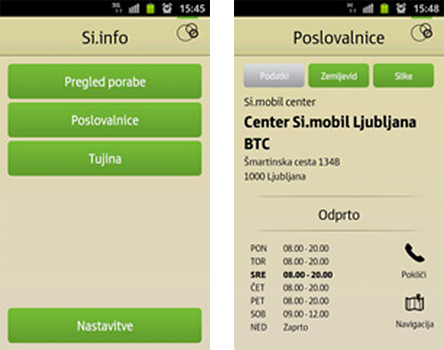 15:45
Si.info
Pregled porabe
Poslovalnice
Tujina
Nastavitve
15:48
Poslovalnice
Podatki
Zemljevid
Slike
Si.mobil center
Center Si.mobil Ljubljana
BTC
Šmartinska cesta 134B
1000 Ljubljana
Odprto
PON 08.00 - 20.00
TOR 08.00 - 20.00
SRE 08.00 - 20.00
ČET 08.00 - 20.00
PET 08.00 - 20.00
SOB 09.00 - 12.00
NED Zaprto
Pokliči
Navigacija